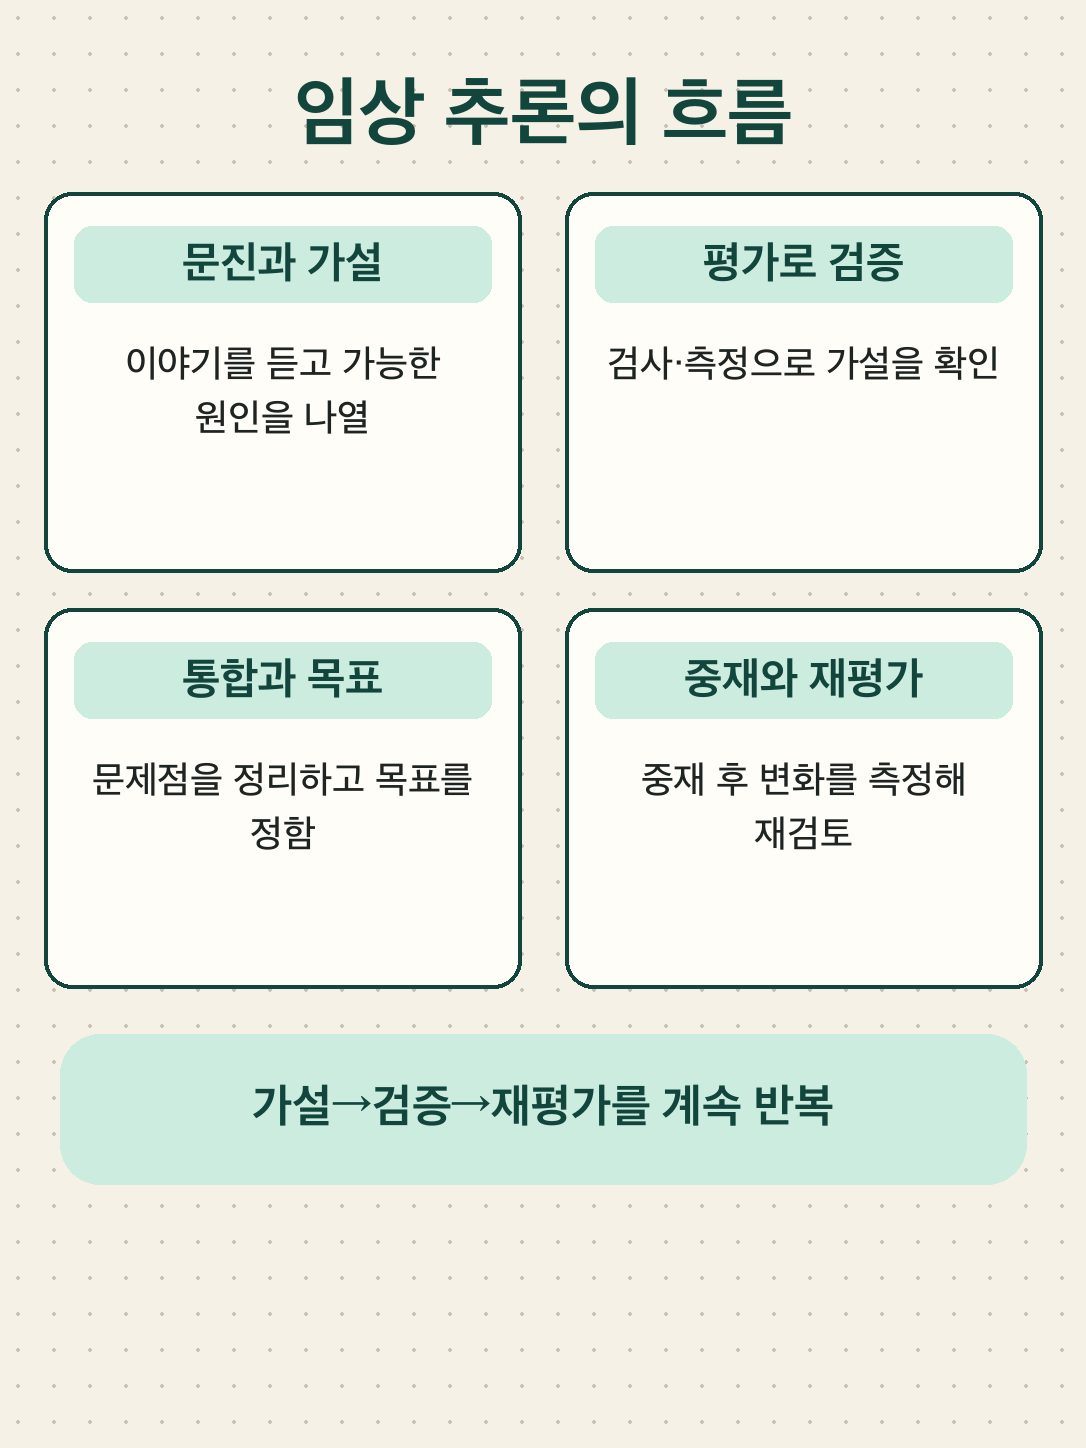 임상 추론의 흐름
문진과 가설
이야기를 듣고 가능한
원인을 나열
평가로 검증
검사·측정으로 가설을 확인
통합과 목표
문제점을 정리하고 목표를
정함
중재와 재평가
중재 후 변화를 측정해
재검토
가설→검증→재평가를 계속 반복